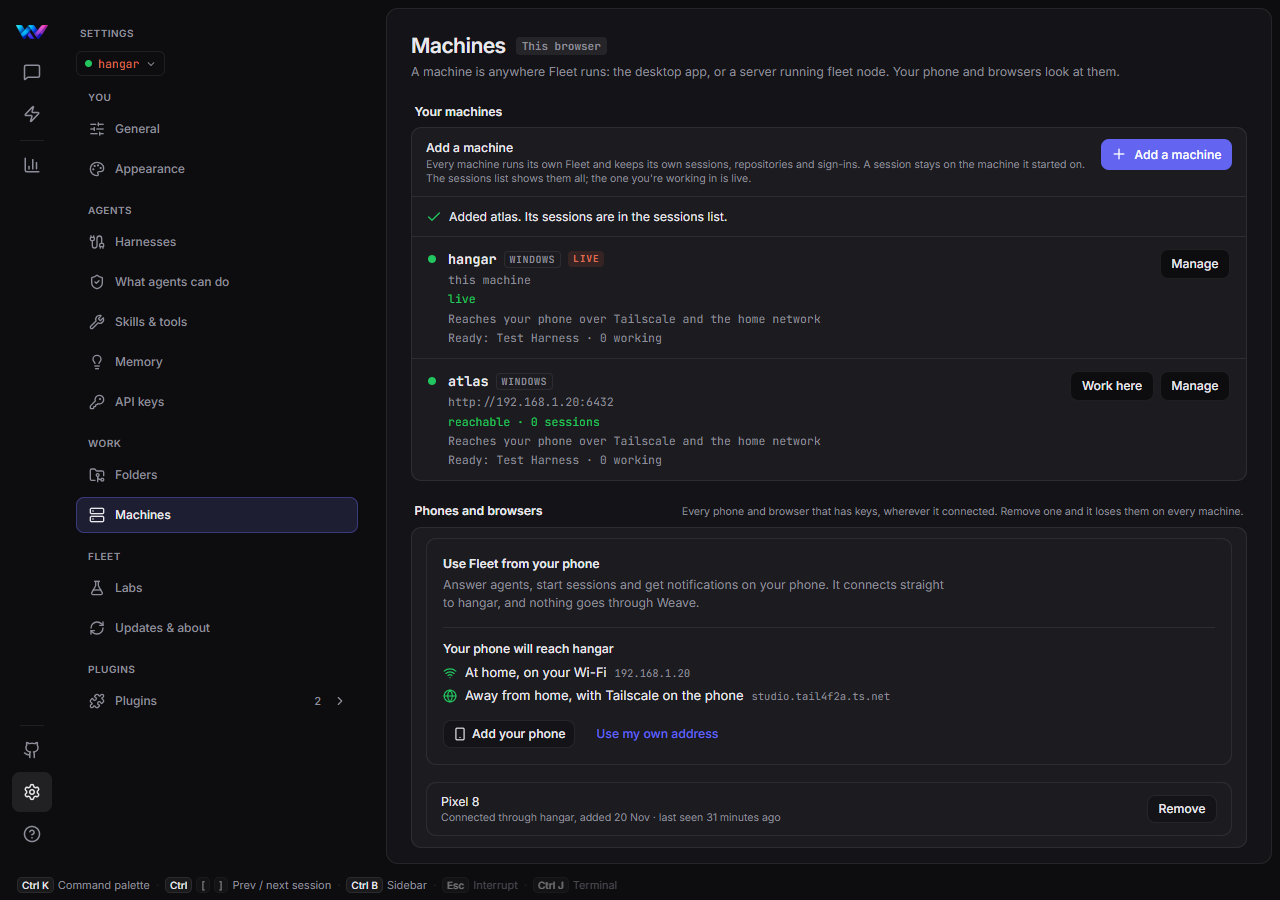 SETTINGS
hangar
YOU
General
Appearance
AGENTS
Harnesses
What agents can do
Skills & tools
Memory
API keys
WORK
Folders
Machines
FLEET
Labs
Updates & about
PLUGINS
Plugins 2
Machines This browser
A machine is anywhere Fleet runs: the desktop app, or a server running fleet node. Your phone and browsers look at them.
Your machines
Add a machine
Every machine runs its own Fleet and keeps its own sessions, repositories and sign-ins. A session stays on the machine it started on.
The sessions list shows them all; the one you're working in is live.
Add a machine
Added atlas. Its sessions are in the sessions list.
hangar WINDOWS LIVE
this machine
live
Reaches your phone over Tailscale and the home network
Ready: Test Harness · 0 working
Manage
atlas WINDOWS
http://192.168.1.20:6432
reachable · 0 sessions
Reaches your phone over Tailscale and the home network
Ready: Test Harness · 0 working
Work here Manage
Phones and browsers Every phone and browser that has keys, wherever it connected. Remove one and it loses them on every machine.
Use Fleet from your phone
Answer agents, start sessions and get notifications on your phone. It connects straight
to hangar, and nothing goes through Weave.
Your phone will reach hangar
At home, on your Wi-Fi 192.168.1.20
Away from home, with Tailscale on the phone studio.tail4f2a.ts.net
Add your phone Use my own address
Pixel 8
Connected through hangar, added 20 Nov · last seen 31 minutes ago
Remove
Ctrl K Command palette · Ctrl [ ] Prev / next session · Ctrl B Sidebar · Esc Interrupt · Ctrl J Terminal